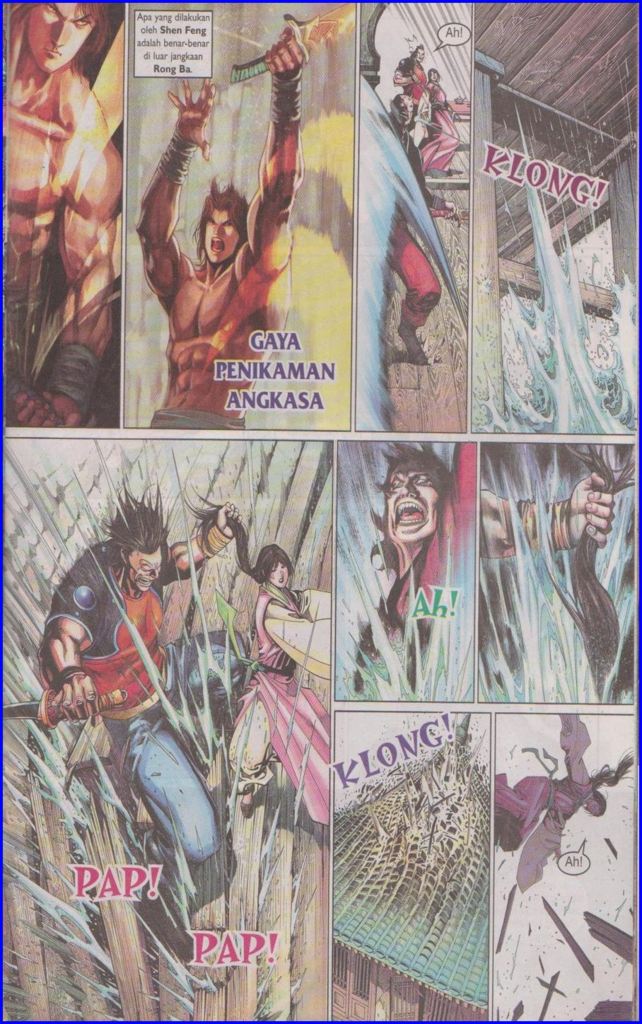 Apa yang dilakukan
oleh Shen Feng
adalah benar-benar
di luar jangkaan
Rong Ba.
GAYA
PENIKAMAN
ANGKASA
Ah!
KLONG!
PAP!
PAP!
Ah!
KLONG!
Ah!